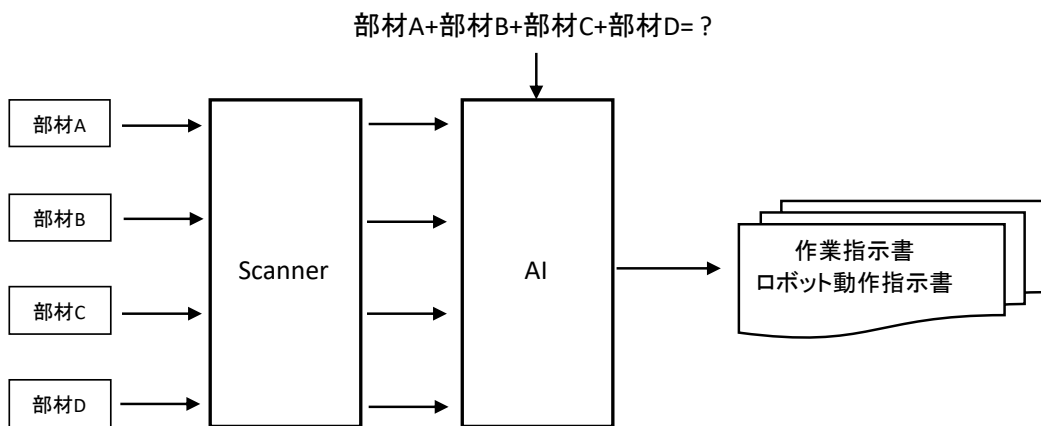 部材A+部材B+部材C+部材D= ?
部材A
部材B
部材C
部材D
Scanner
AI
作業指示書
ロボット動作指示書